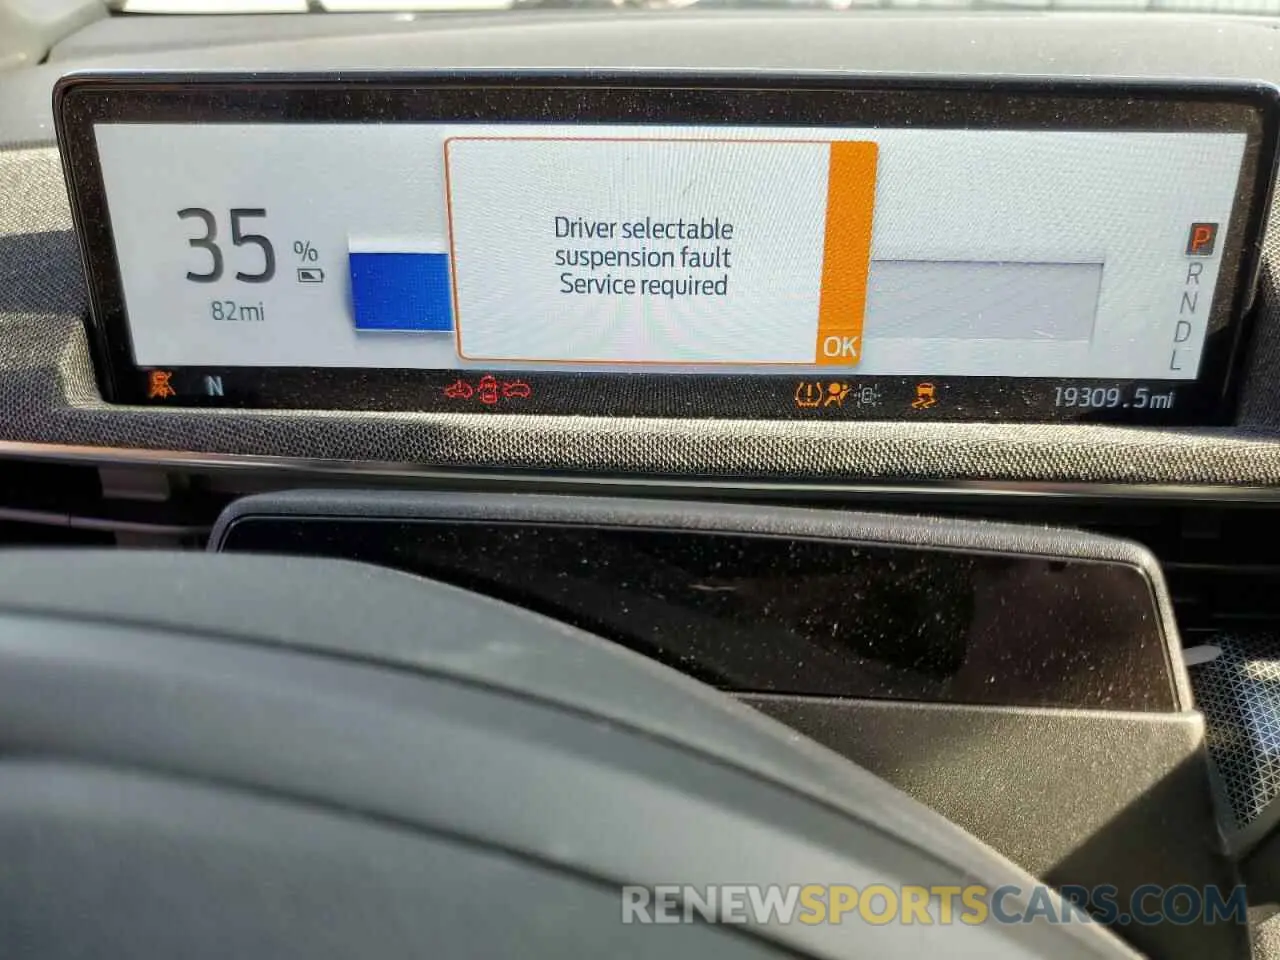 35 %
82mi
Driver selectable
suspension fault
Service required
OK
P
R
N
D
L
N
19309.5mi
RENEWSPORTSCARS.COM